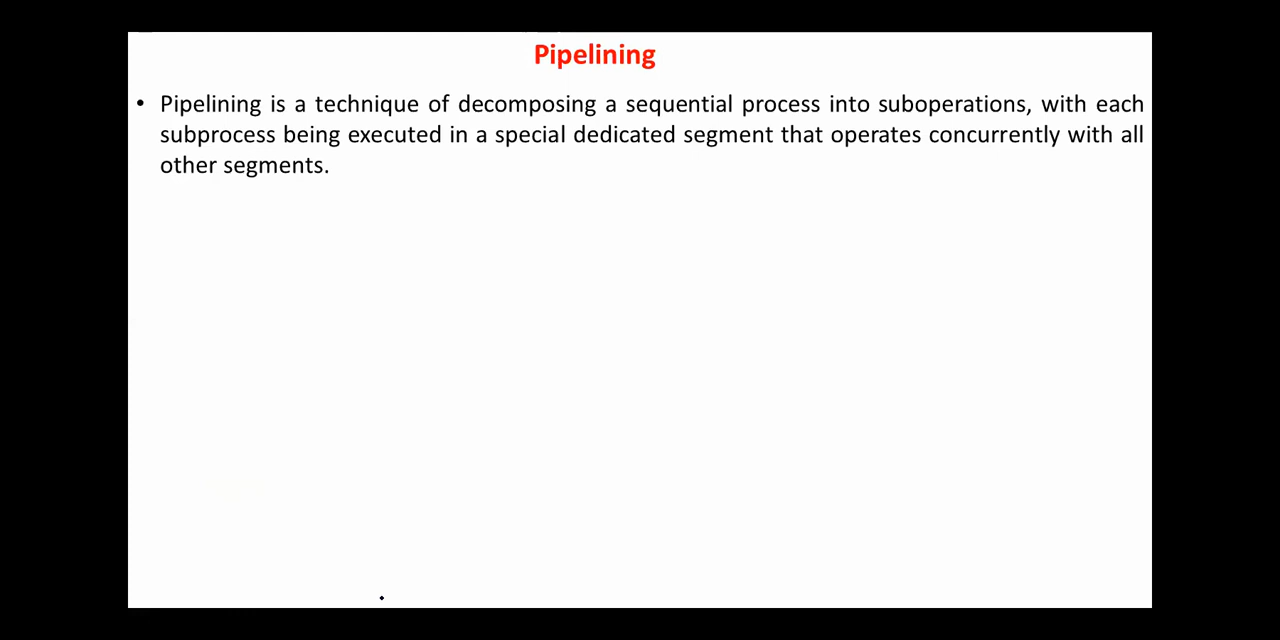 Pipelining
• Pipelining is a technique of decomposing a sequential process into suboperations, with each
subprocess being executed in a special dedicated segment that operates concurrently with all
other segments.